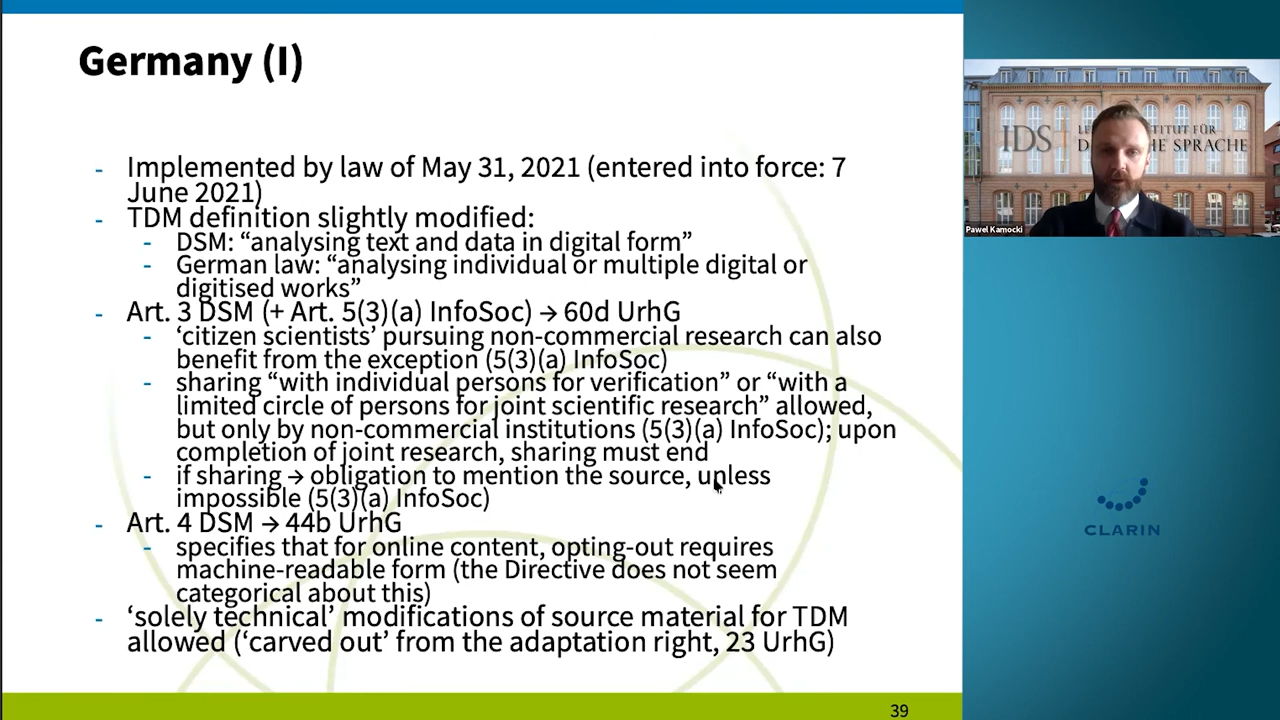 Germany (I)
- Implemented by law of May 31, 2021 (entered into force: 7
June 2021)
- TDM definition slightly modified:
- DSM: “analysing text and data in digital form”
- German law: “analysing individual or multiple digital or
digitised works”
- Art. 3 DSM (+ Art. 5(3)(a) InfoSoc) → 60d UrhG
- ‘citizen scientists’ pursuing non-commercial research can also
benefit from the exception (5(3)(a) InfoSoc)
- sharing “with individual persons for verification” or “with a
limited circle of persons for joint scientific research” allowed,
but only by non-commercial institutions (5(3)(a) InfoSoc); upon
completion of joint research, sharing must end
- if sharing → obligation to mention the source, unless
impossible (5(3)(a) InfoSoc)
- Art. 4 DSM → 44b UrhG
- specifies that for online content, opting-out requires
machine-readable form (the Directive does not seem
categorical about this)
- ‘solely technical’ modifications of source material for TDM
allowed (‘carved out’ from the adaptation right, 23 UrhG)
39
IDS
FÜR
SPRACHE
Pawel Kamocki
CLARIN